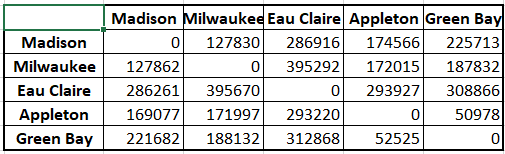 Madison Milwaukee Eau Claire Appleton Green Bay
Madison 0 127830 286916 174566 225713
Milwaukee 127862 0 395292 172015 187832
Eau Claire 286261 395670 0 293927 308866
Appleton 169077 171997 293220 0 50978
Green Bay 221682 188132 312868 52525 0